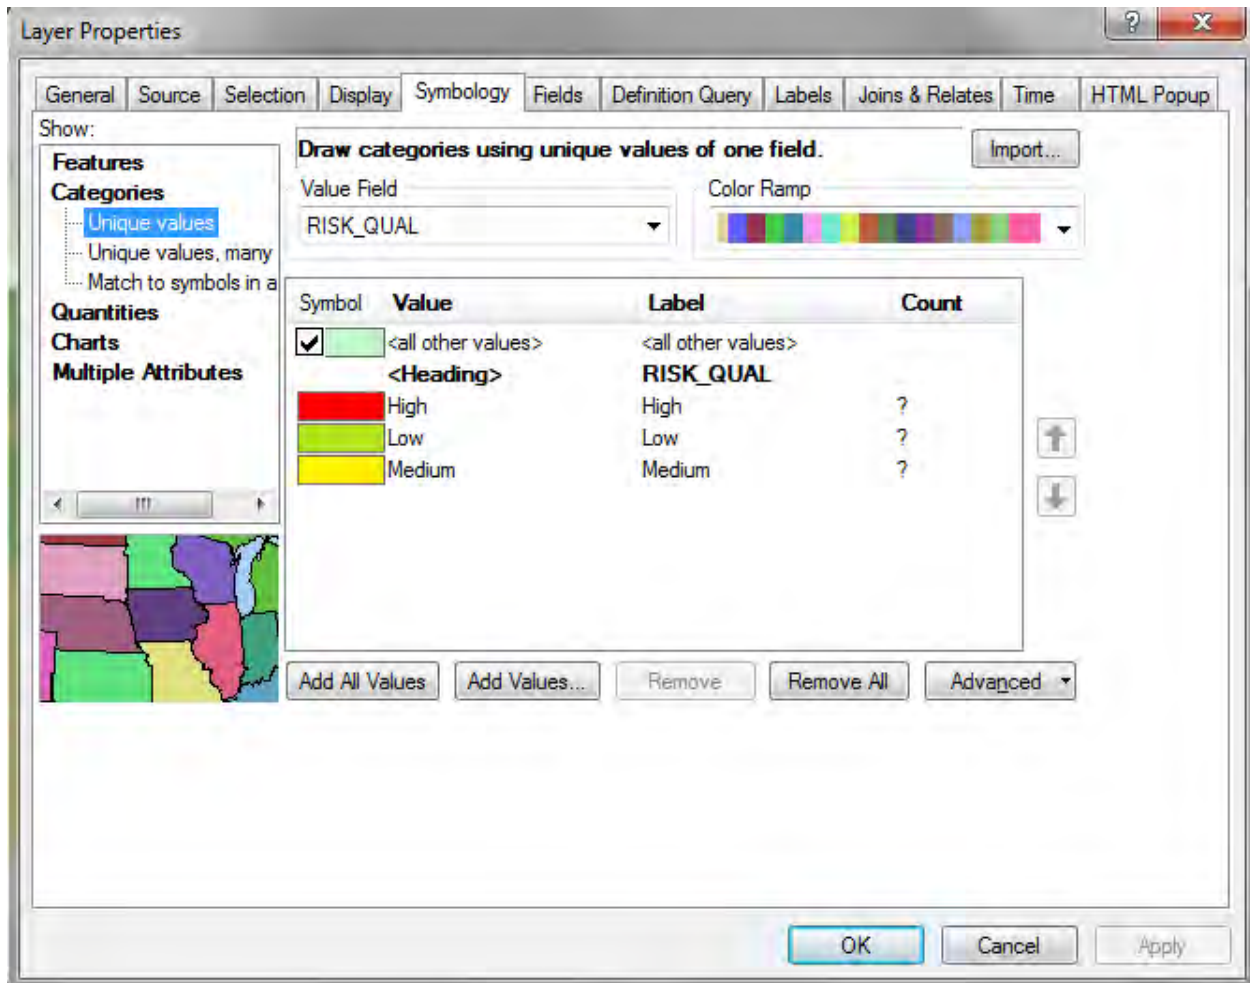 Layer Properties
?
General Source Selection Display Symbology Fields Definition Query Labels Joins & Relates Time HTML Popup
Show:
Features
Categories
Unique values
Unique values, many
Match to symbols in a
Quantities
Charts
Multiple Attributes
Draw categories using unique values of one field.
Import...
Value Field
RISK_QUAL
Color Ramp
Symbol Value Label Count
<all other values> <all other values>
<Heading> RISK_QUAL
High High ?
Low Low ?
Medium Medium ?
Add All Values Add Values... Remove Remove All Advanced
OK Cancel Apply